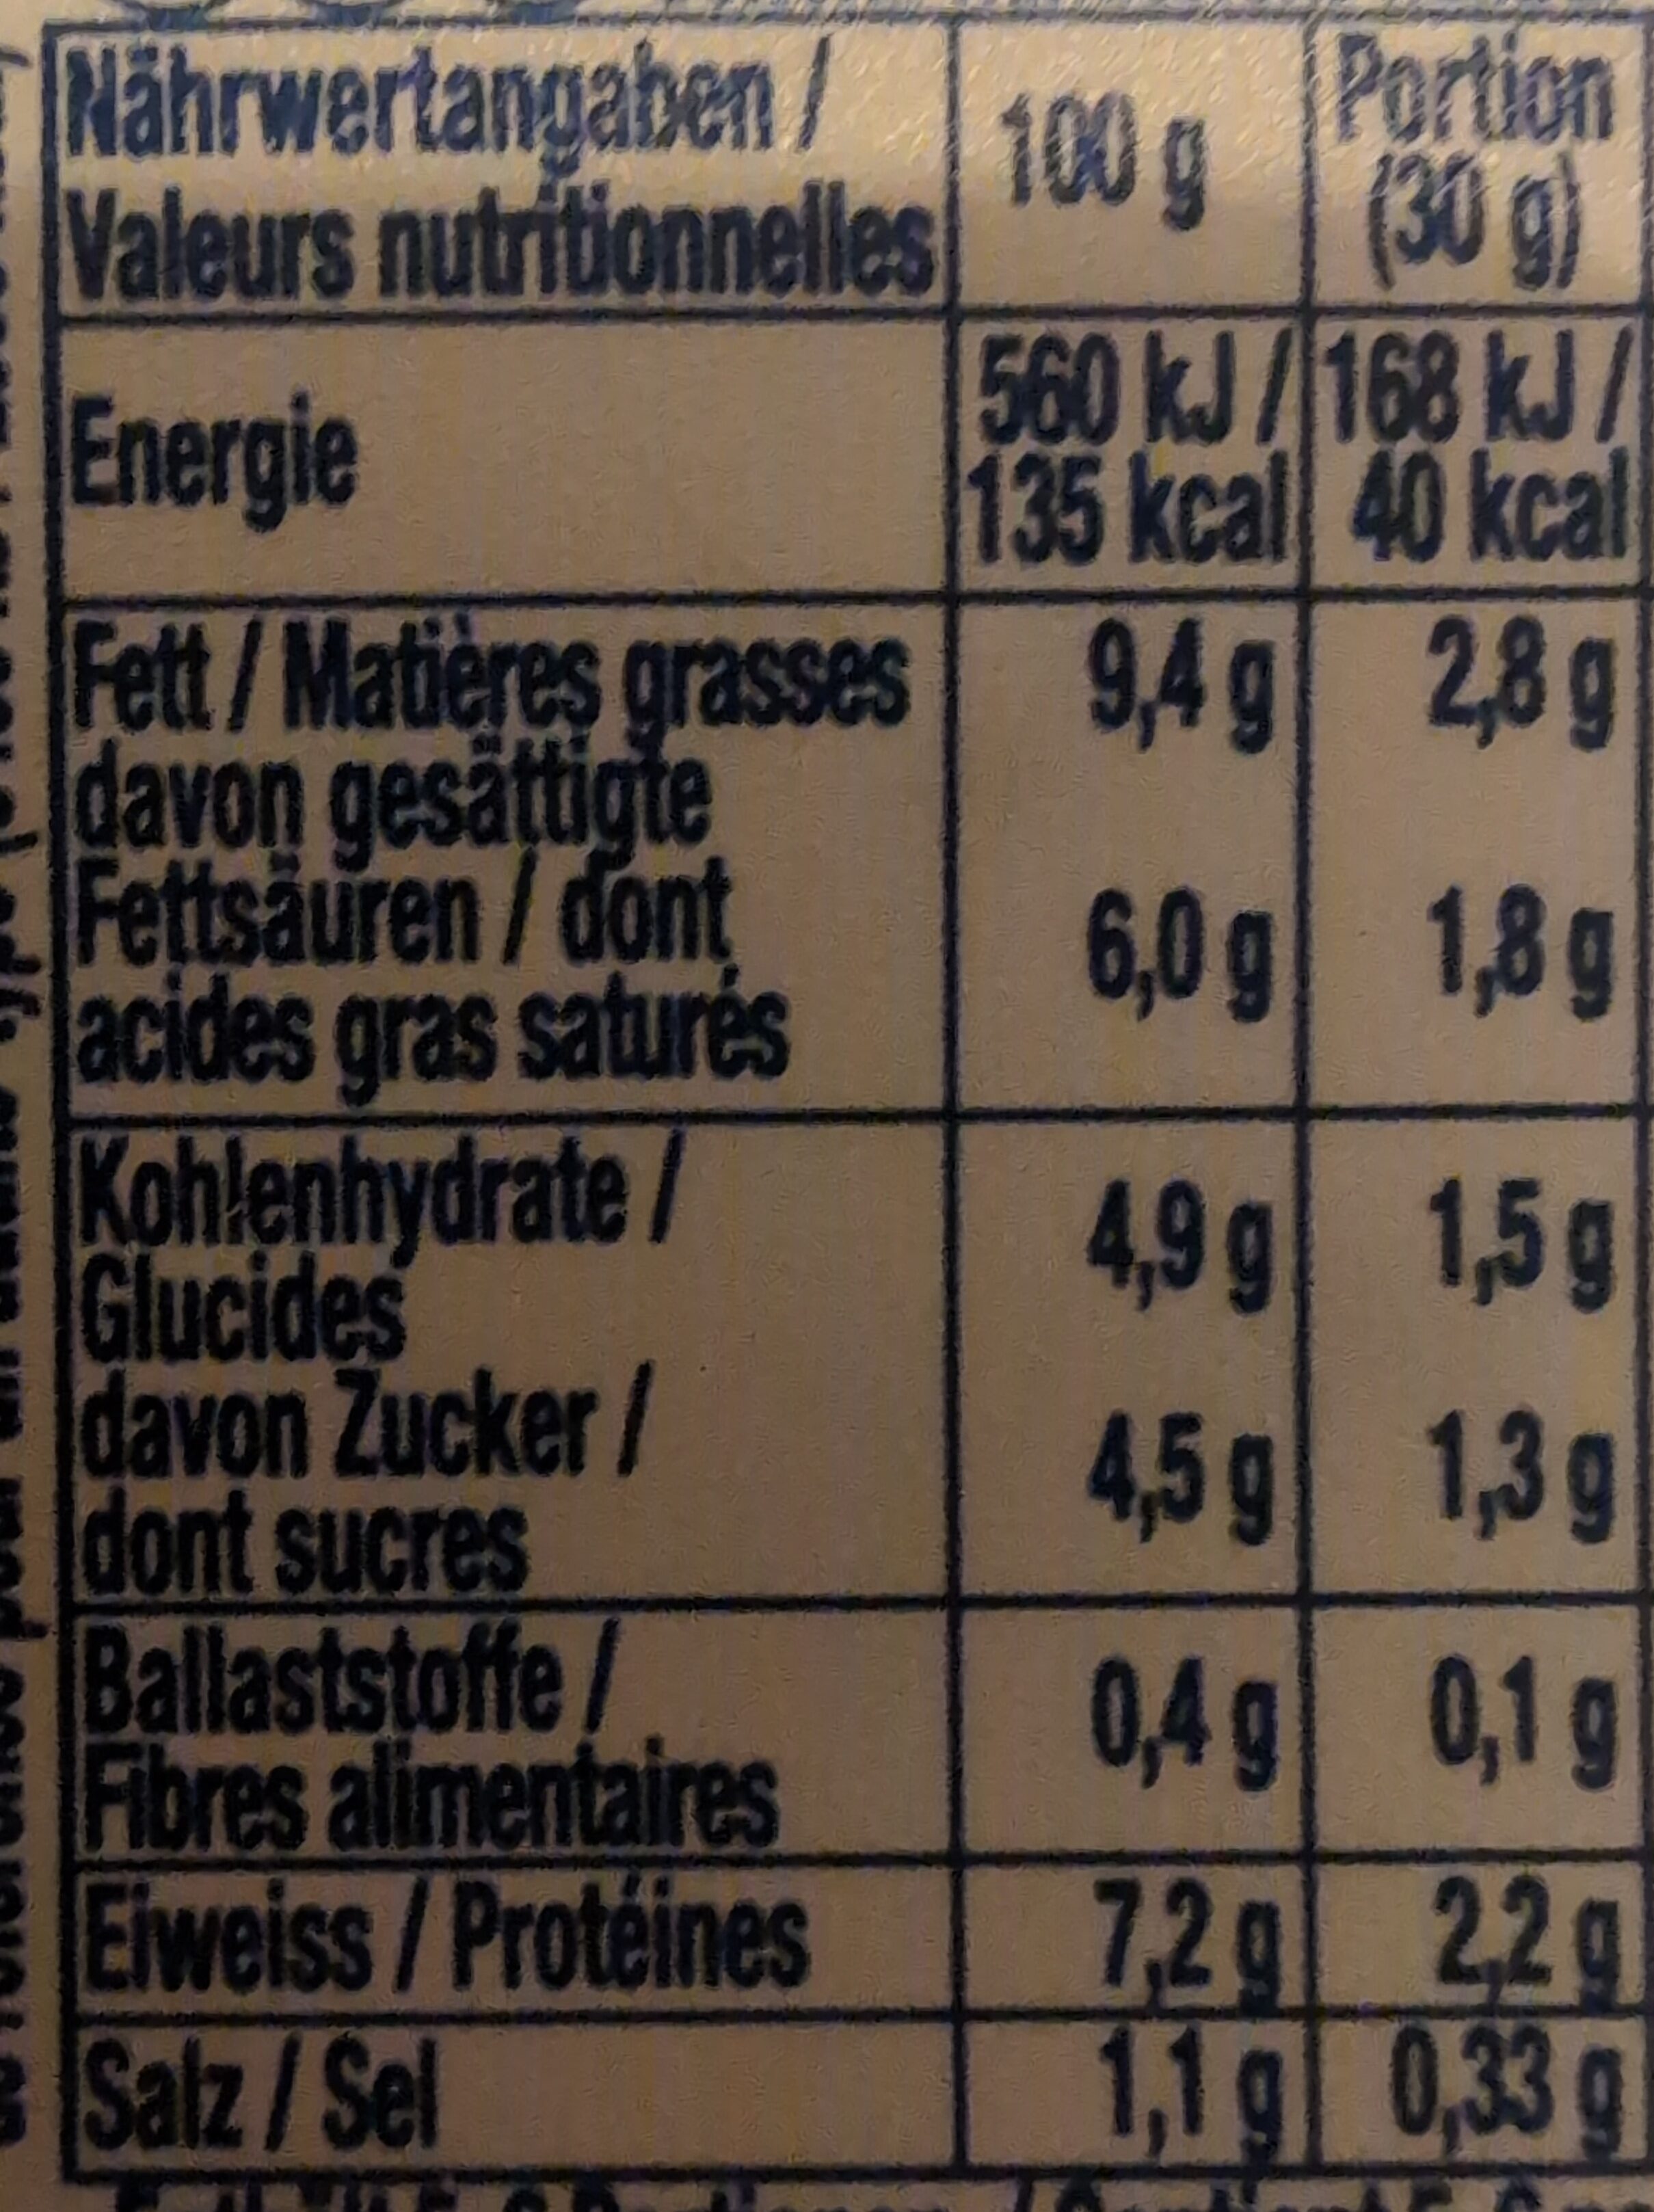 Nährwertangaben /
Valeurs nutritionnelles
100 g
Portion
(30 g)
Energie
560 kJ /
135 kcal
168 kJ /
40 kcal
Fett / Matières grasses 9,4 g 2,8 g
davon gesättigte
Fettsäuren / dont
acides gras saturés
6,0 g 1,8 g
Kohlenhydrate /
Glucides
4,9 g 1,5 g
davon Zucker /
dont sucres
4,5 g 1,3 g
Ballaststoffe /
Fibres alimentaires
0,4 g 0,1 g
Eiweiss / Protéines 7,2 g 2,2 g
Salz / Sel 1,1 g 0,33 g